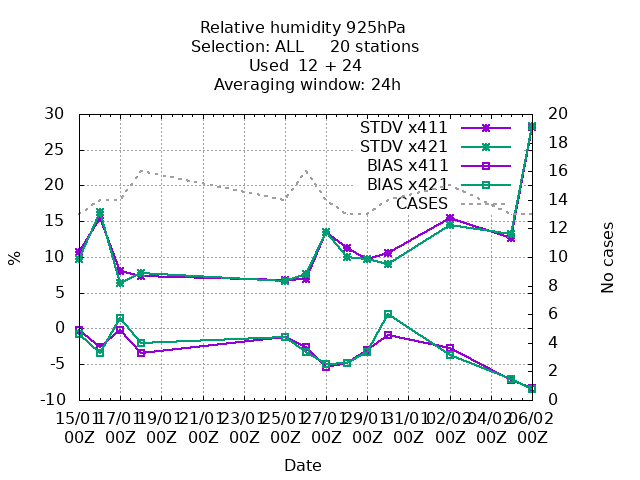 Relative humidity 925hPa
Selection: ALL     20 stations
Used  12 + 24
Averaging window: 24h
30
25
20
15
10
5
0
-5
-10
%
20
18
16
14
12
10
8
6
4
2
0
No cases
STDV x411
STDV x421
BIAS x411
BIAS x421
CASES
15/01 17/01 19/01 21/01 23/01 25/01 27/01 29/01 31/01 02/02 04/02 06/02
00Z 00Z 00Z 00Z 00Z 00Z 00Z 00Z 00Z 00Z 00Z 00Z
Date